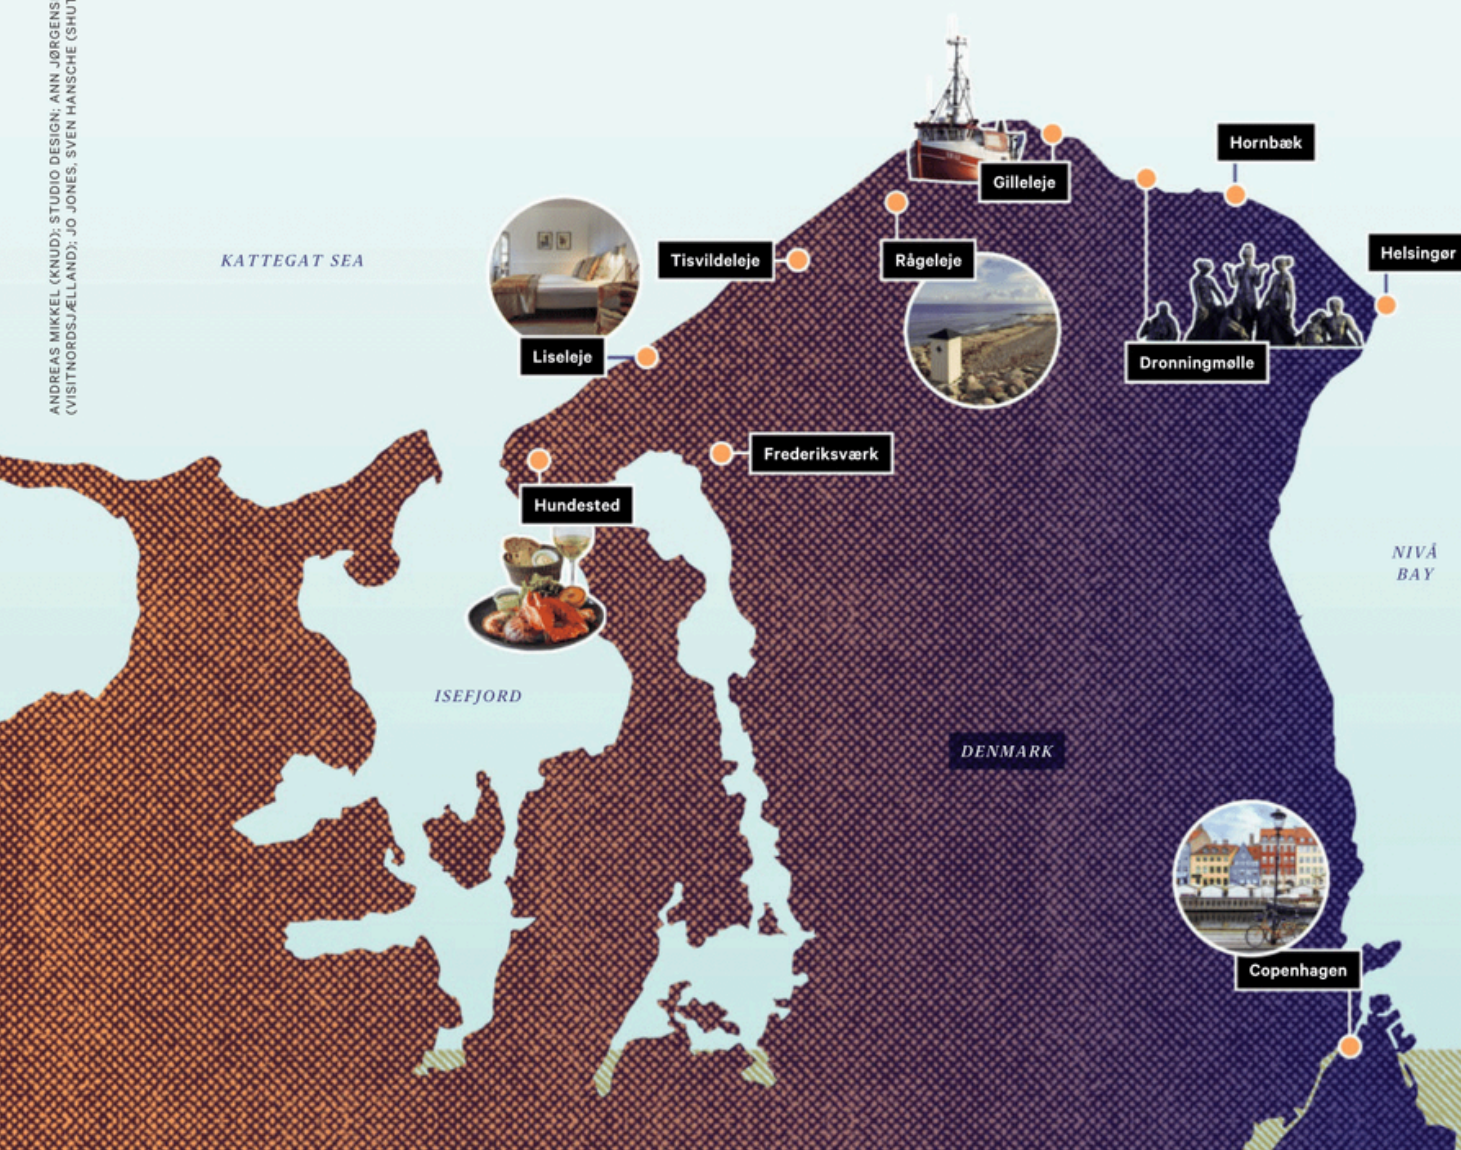 ANDREAS MIKKEL (KNUD); STUDIO DESIGN; ANN JØRGENS
(VISITNORDSJÆLLAND); JO JONES, SVEN HANSCHE (SHUT
Hornbæk
Gilleleje
KATTEGAT SEA
Tisvildeleje
Rågeleje
Helsingør
Liseleje
Dronningmølle
Frederiksværk
Hundested
NIVÅ
BAY
ISEFJORD
DENMARK
Copenhagen